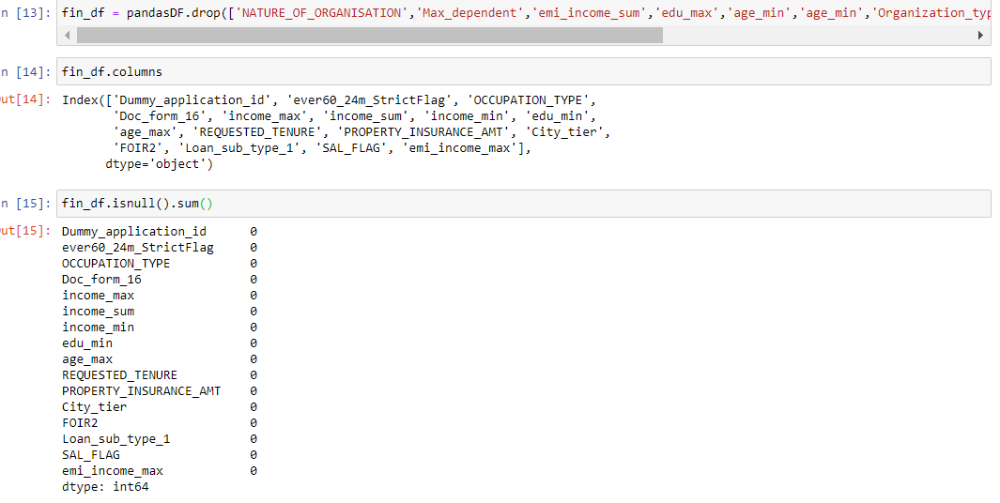 n [13]: fin_df = pandasDF.drop(['NATURE_OF_ORGANISATION','Max_dependent','emi_income_sum','edu_max','age_min','age_min','Organization_typ
n [14]: fin_df.columns
ut[14]: Index(['Dummy_application_id', 'ever60_24m_StrictFlag', 'OCCUPATION_TYPE',
'Doc_form_16', 'income_max', 'income_sum', 'income_min', 'edu_min',
'age_max', 'REQUESTED_TENURE', 'PROPERTY_INSURANCE_AMT', 'City_tier',
'FOIR2', 'Loan_sub_type_1', 'SAL_FLAG', 'emi_income_max'],
dtype='object')
n [15]: fin_df.isnull().sum()
ut[15]: Dummy_application_id 0
ever60_24m_StrictFlag 0
OCCUPATION_TYPE 0
Doc_form_16 0
income_max 0
income_sum 0
income_min 0
edu_min 0
age_max 0
REQUESTED_TENURE 0
PROPERTY_INSURANCE_AMT 0
City_tier 0
FOIR2 0
Loan_sub_type_1 0
SAL_FLAG 0
emi_income_max 0
dtype: int64